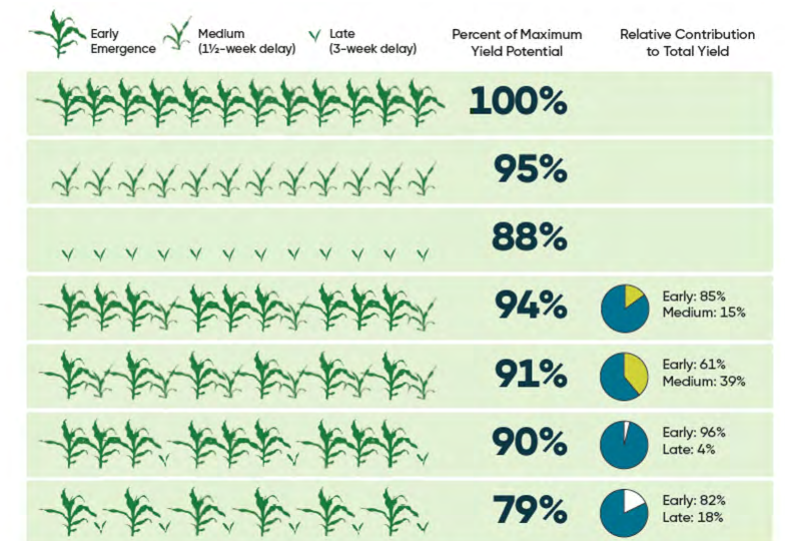 Early
Emergence
Medium
(1½-week delay)
Late
(3-week delay)
Percent of Maximum
Yield Potential
Relative Contribution
to Total Yield
100%
95%
88%
94%
Early: 85%
Medium: 15%
91%
Early: 61%
Medium: 39%
90%
Early: 96%
Late: 4%
79%
Early: 82%
Late: 18%